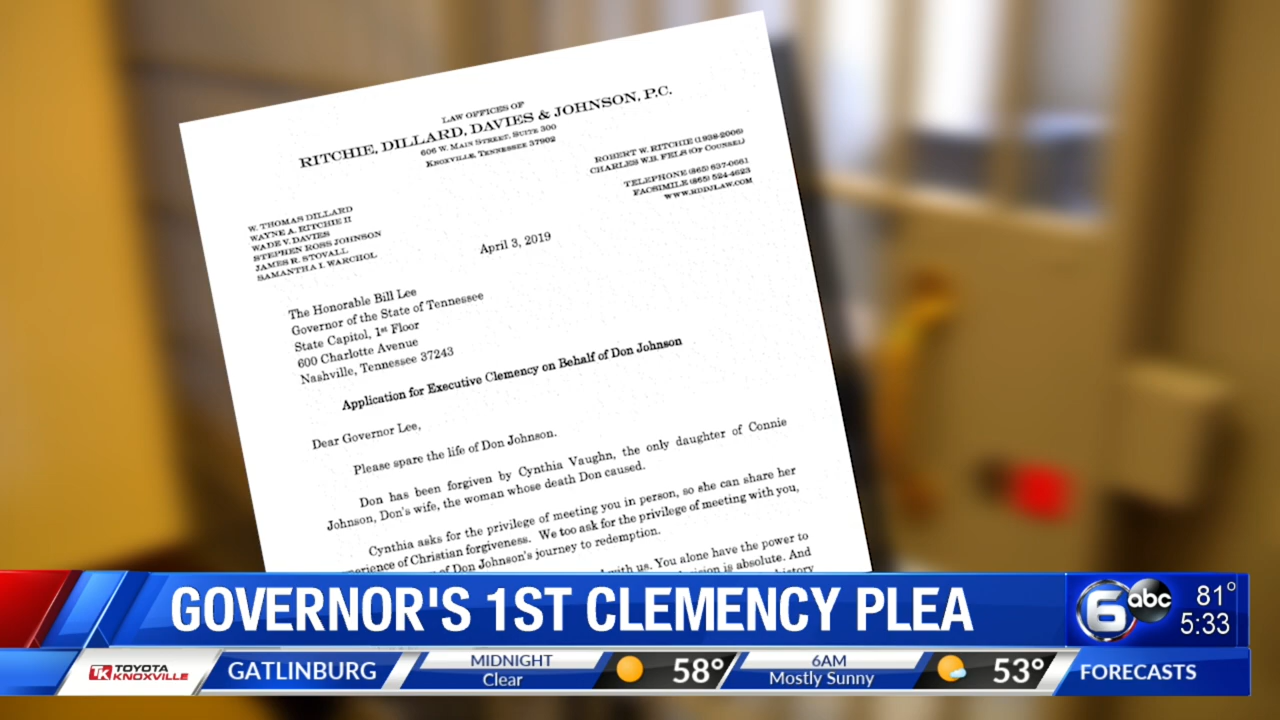 LAW OFFICES OF
RITCHIE, DILLARD, DAVIES & JOHNSON, P.C.
606 W. MAIN STREET, SUITE 300
KNOXVILLE, TENNESSEE 37902
ROBERT W. RITCHIE (1938-2006)
CHARLES W.B. FELS (OF COUNSEL)
TELEPHONE (865) 637-0661
FACSIMILE (865) 524-4623
WWW.RDDJLAW.COM
W. THOMAS DILLARD
WAYNE A. RITCHIE II
WADE V. DAVIES
STEPHEN ROSS JOHNSON
JAMES R. STOVALL
SAMANTHA I. WARCHOL
April 3, 2019
The Honorable Bill Lee
Governor of the State of Tennessee
State Capitol, 1st Floor
600 Charlotte Avenue
Nashville, Tennessee 37243
Application for Executive Clemency on Behalf of Don Johnson
Dear Governor Lee,
Please spare the life of Don Johnson.
Don has been forgiven by Cynthia Vaughn, the only daughter of Connie
Johnson, Don's wife, the woman whose death Don caused.
Cynthia asks for the privilege of meeting you in person, so she can share her
of Christian forgiveness. We too ask for the privilege of meeting with you,
of Don Johnson's journey to redemption.
with us. You alone have the power to
is absolute. And
history
GOVERNOR'S 1ST CLEMENCY PLEA
6 abc
81°
5:33
TK TOYOTA KNOXVILLE
GATLINBURG
MIDNIGHT
Clear
58°
6AM
Mostly Sunny
53°
FORECASTS